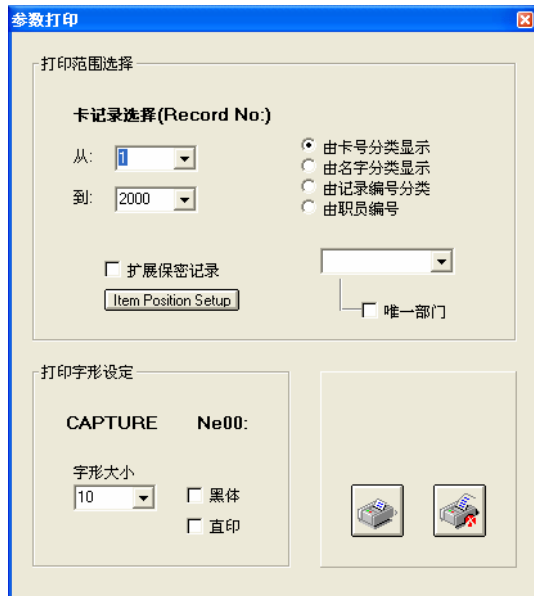 参数打印
打印范围选择
卡记录选择(Record No:)
从: 1
到: 2000
由卡号分类显示
由名字分类显示
由记录编号分类
由职员编号
扩展保密记录
Item Position Setup
唯一部门
打印字形设定
CAPTURE Ne00:
字形大小
10
黑体
直印